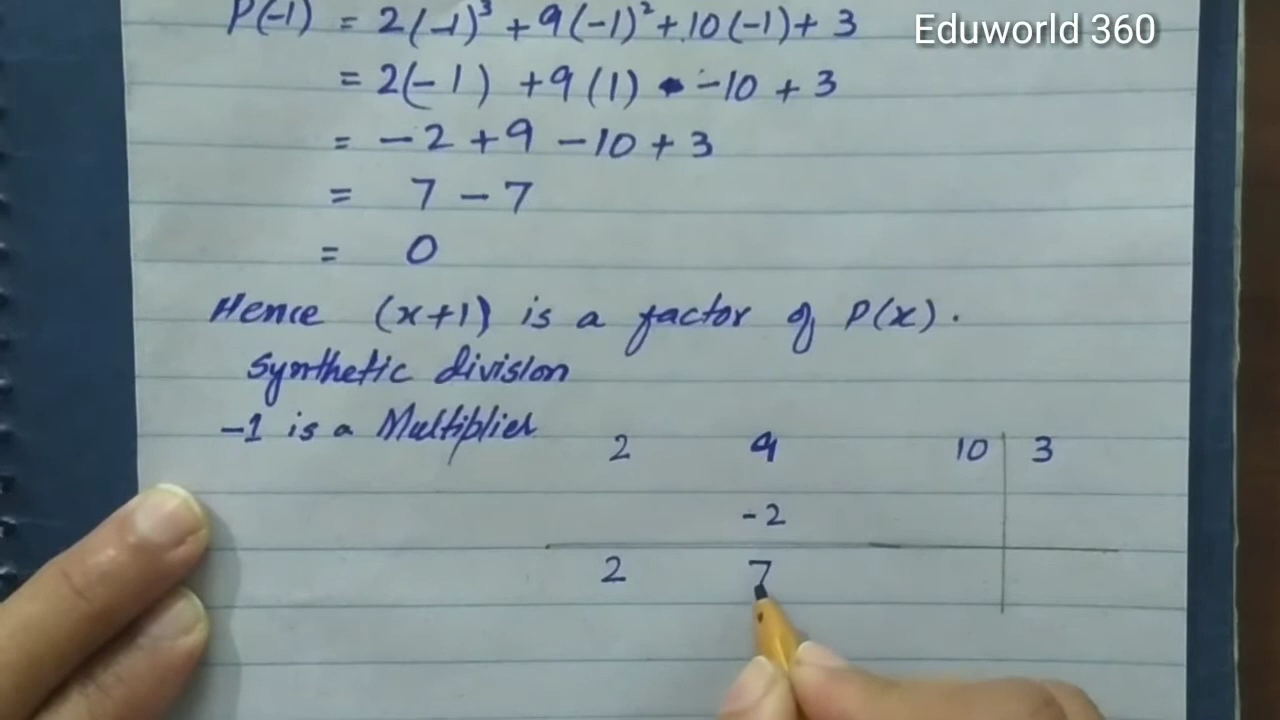 P(-1) = 2(-1)³ + 9(-1)² + 10(-1) + 3
Eduworld 360
= 2(-1) + 9(1) -10 + 3
= -2 + 9 - 10 + 3
= 7 - 7
= 0
Hence (x+1) is a factor of P(x).
Synthetic division
-1 is a Multiplier
2 9 10 3
-2
2 7